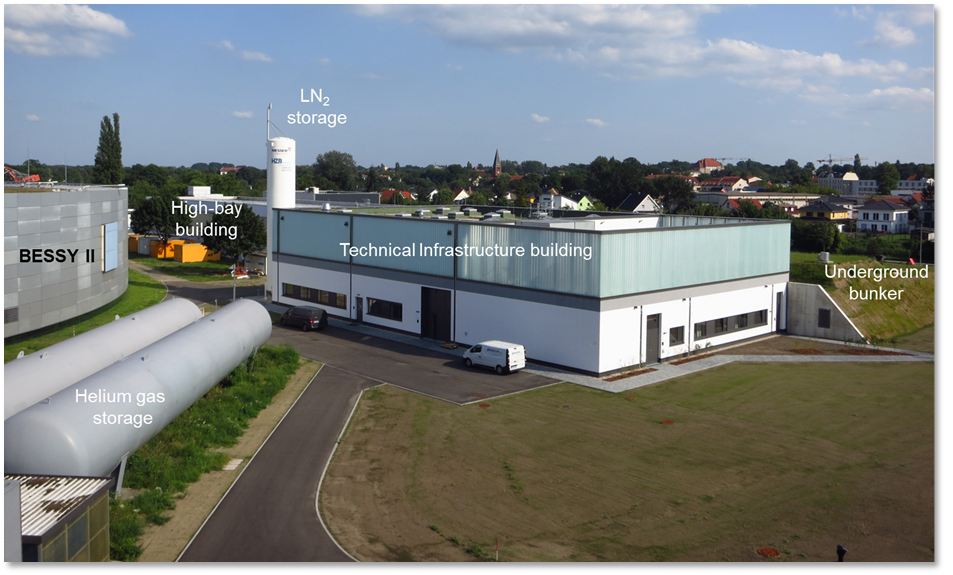 LN₂
storage
HZB
High-bay
building
BESSY II
Technical Infrastructure building
Underground
bunker
Helium gas
storage